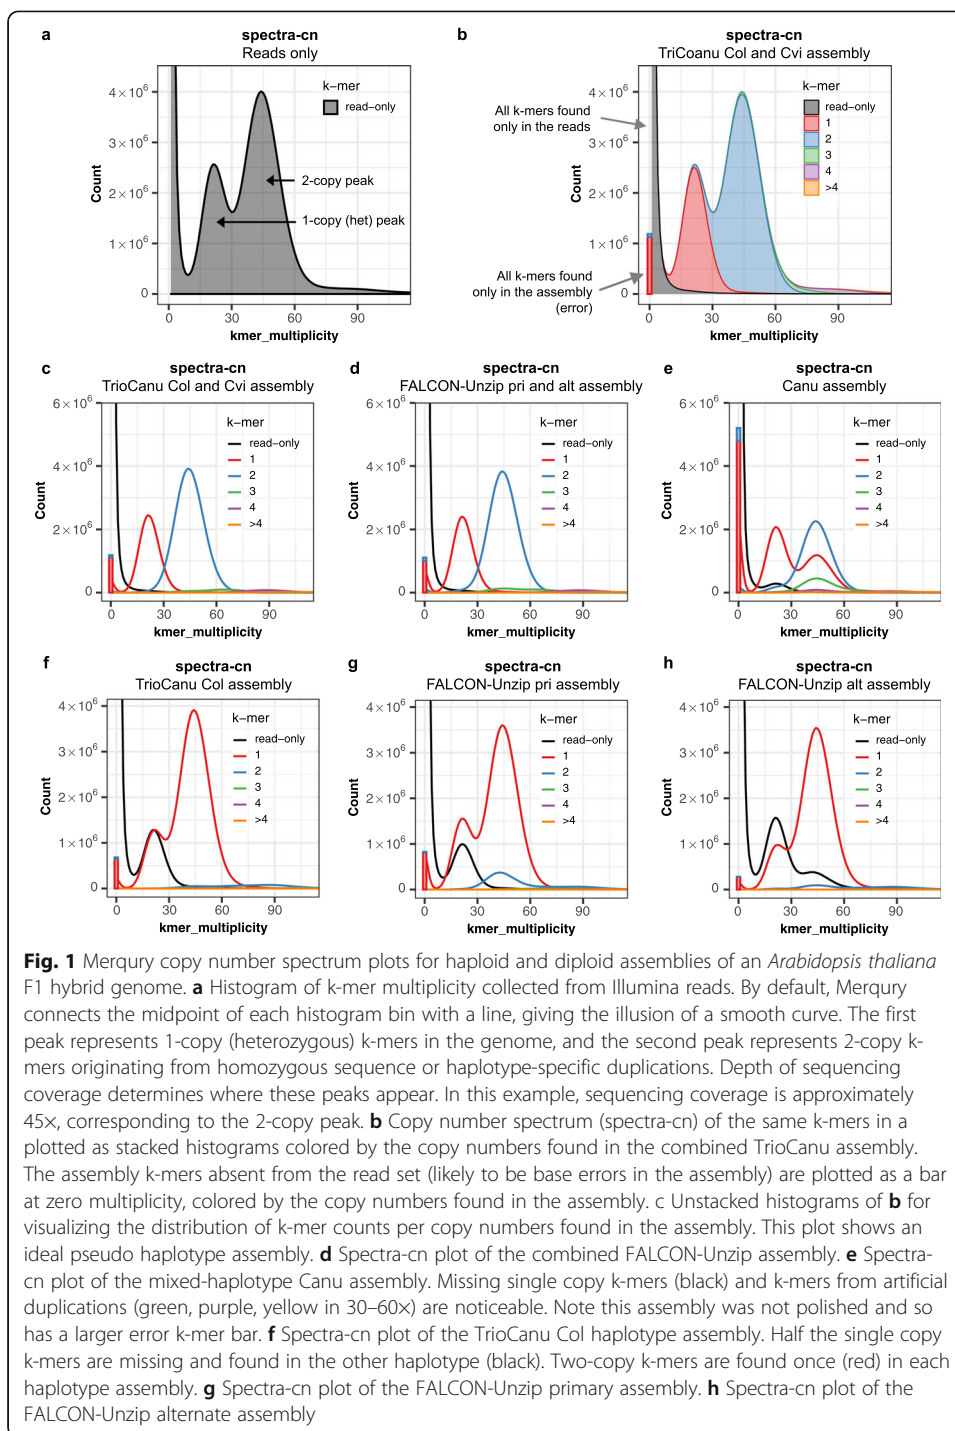 a
spectra-cn
Reads only
4×10⁶
3×10⁶
2×10⁶
1×10⁶
0
Count
k-mer
read-only
2-copy peak
1-copy (het) peak
0 30 60 90
kmer_multiplicity
b
spectra-cn
TriCoanu Col and Cvi assembly
All k-mers found
only in the reads
All k-mers found
only in the assembly
(error)
4×10⁶
3×10⁶
2×10⁶
1×10⁶
0
Count
k-mer
read-only
1
2
3
4
>4
0 30 60 90
kmer_multiplicity
c
spectra-cn
TrioCanu Col and Cvi assembly
6×10⁶
4×10⁶
2×10⁶
0
Count
k-mer
read-only
1
2
3
4
>4
0 30 60 90
kmer_multiplicity
d
spectra-cn
FALCON-Unzip pri and alt assembly
6×10⁶
4×10⁶
2×10⁶
0
Count
k-mer
read-only
1
2
3
4
>4
0 30 60 90
kmer_multiplicity
e
spectra-cn
Canu assembly
6×10⁶
4×10⁶
2×10⁶
0
Count
k-mer
read-only
1
2
3
4
>4
0 30 60 90
kmer_multiplicity
f
spectra-cn
TrioCanu Col assembly
4×10⁶
3×10⁶
2×10⁶
1×10⁶
0
Count
k-mer
read-only
1
2
3
4
>4
0 30 60 90
kmer_multiplicity
g
spectra-cn
FALCON-Unzip pri assembly
4×10⁶
3×10⁶
2×10⁶
1×10⁶
0
Count
k-mer
read-only
1
2
3
4
>4
0 30 60 90
kmer_multiplicity
h
spectra-cn
FALCON-Unzip alt assembly
4×10⁶
3×10⁶
2×10⁶
1×10⁶
0
Count
k-mer
read-only
1
2
3
4
>4
0 30 60 90
kmer_multiplicity
Fig. 1 Merqury copy number spectrum plots for haploid and diploid assemblies of an Arabidopsis thaliana
F1 hybrid genome. a Histogram of k-mer multiplicity collected from Illumina reads. By default, Merqury
connects the midpoint of each histogram bin with a line, giving the illusion of a smooth curve. The first
peak represents 1-copy (heterozygous) k-mers in the genome, and the second peak represents 2-copy k-
mers originating from homozygous sequence or haplotype-specific duplications. Depth of sequencing
coverage determines where these peaks appear. In this example, sequencing coverage is approximately
45×, corresponding to the 2-copy peak. b Copy number spectrum (spectra-cn) of the same k-mers in a
plotted as stacked histograms colored by the copy numbers found in the combined TrioCanu assembly.
The assembly k-mers absent from the read set (likely to be base errors in the assembly) are plotted as a bar
at zero multiplicity, colored by the copy numbers found in the assembly. c Unstacked histograms of b for
visualizing the distribution of k-mer counts per copy numbers found in the assembly. This plot shows an
ideal pseudo haplotype assembly. d Spectra-cn plot of the combined FALCON-Unzip assembly. e Spectra-
cn plot of the mixed-haplotype Canu assembly. Missing single copy k-mers (black) and k-mers from artificial
duplications (green, purple, yellow in 30–60×) are noticeable. Note this assembly was not polished and so
has a larger error k-mer bar. f Spectra-cn plot of the TrioCanu Col haplotype assembly. Half the single copy
k-mers are missing and found in the other haplotype (black). Two-copy k-mers are found once (red) in each
haplotype assembly. g Spectra-cn plot of the FALCON-Unzip primary assembly. h Spectra-cn plot of the
FALCON-Unzip alternate assembly